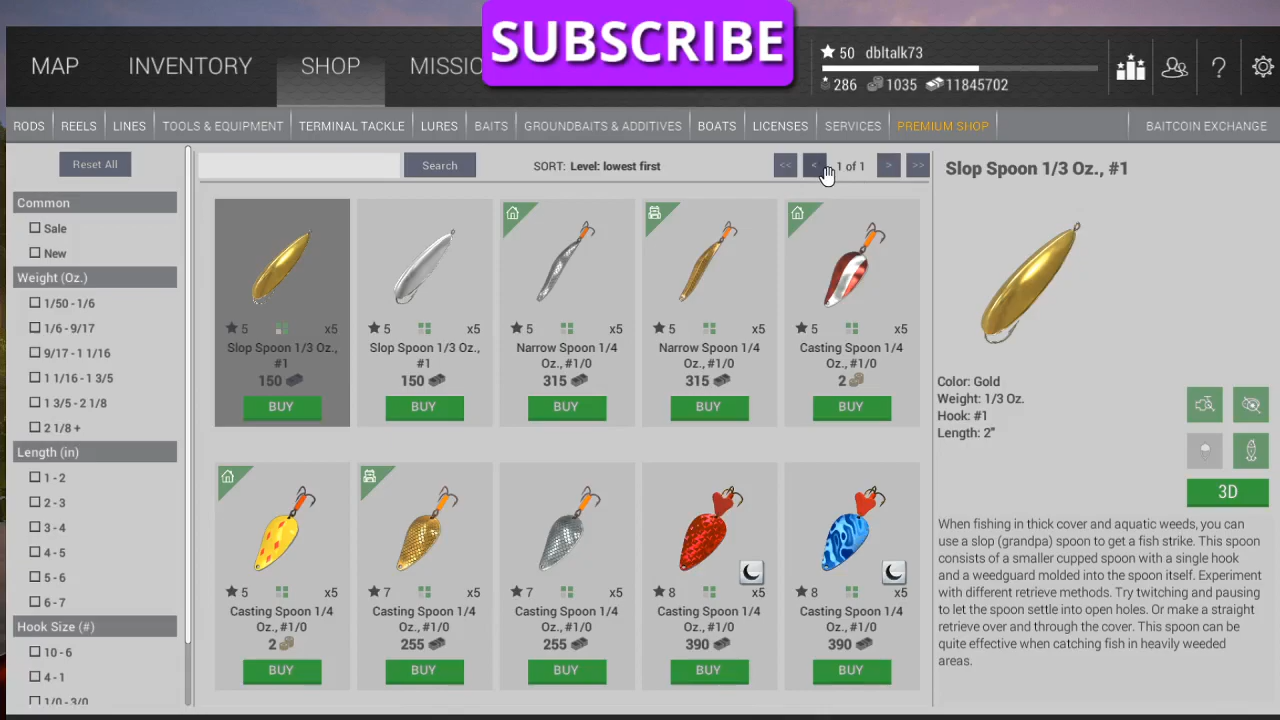 SUBSCRIBE
MAP INVENTORY SHOP MISSIO
50 dbltalk73
286 1035 11845702
RODS REELS LINES TOOLS & EQUIPMENT TERMINAL TACKLE LURES BAITS GROUNDBAITS & ADDITIVES BOATS LICENSES SERVICES PREMIUM SHOP BAITCOIN EXCHANGE
Reset All
Common
Sale
New
Weight (Oz.)
1/50 - 1/6
1/6 - 9/17
9/17 - 1 1/16
1 1/16 - 1 3/5
1 3/5 - 2 1/8
2 1/8 +
Length (in)
1 - 2
2 - 3
3 - 4
4 - 5
5 - 6
6 - 7
Hook Size (#)
10 - 6
4 - 1
1/0 - 3/0
Search SORT: Level: lowest first << < 1 of 1 > >>
5 x5
Slop Spoon 1/3 Oz.,
#1
150
BUY
5 x5
Slop Spoon 1/3 Oz.,
#1
150
BUY
5 x5
Narrow Spoon 1/4
Oz., #1/0
315
BUY
5 x5
Narrow Spoon 1/4
Oz., #1/0
315
BUY
5 x5
Casting Spoon 1/4
Oz., #1/0
2
BUY
5 x5
Casting Spoon 1/4
Oz., #1/0
2
BUY
7 x5
Casting Spoon 1/4
Oz., #1/0
255
BUY
7 x5
Casting Spoon 1/4
Oz., #1/0
255
BUY
8 x5
Casting Spoon 1/4
Oz., #1/0
390
BUY
8 x5
Casting Spoon 1/4
Oz., #1/0
390
BUY
Slop Spoon 1/3 Oz., #1
Color: Gold
Weight: 1/3 Oz.
Hook: #1
Length: 2"
3D
When fishing in thick cover and aquatic weeds, you can
use a slop (grandpa) spoon to get a fish strike. This spoon
consists of a smaller cupped spoon with a single hook
and a weedguard molded into the spoon itself. Experiment
with different retrieve methods. Try twitching and pausing
to let the spoon settle into open holes. Or make a straight
retrieve over and through the cover. This spoon can be
quite effective when catching fish in heavily weeded
areas.